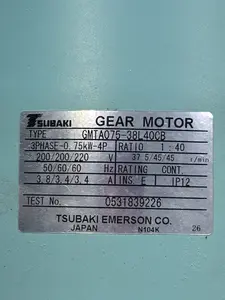 TSUBAKI GEAR MOTOR
TYPE GMTA075-38L40CB
3PHASE-0.75kW-4P RATIO 1:40
200/200/220 V 37.5/45/45 r/min
50/60/60 Hz RATING CONT.
3.8/3.4/3.4 A INS E IP12
TEST No. 0531839226
TSUBAKI EMERSON CO.
JAPAN N104K 26